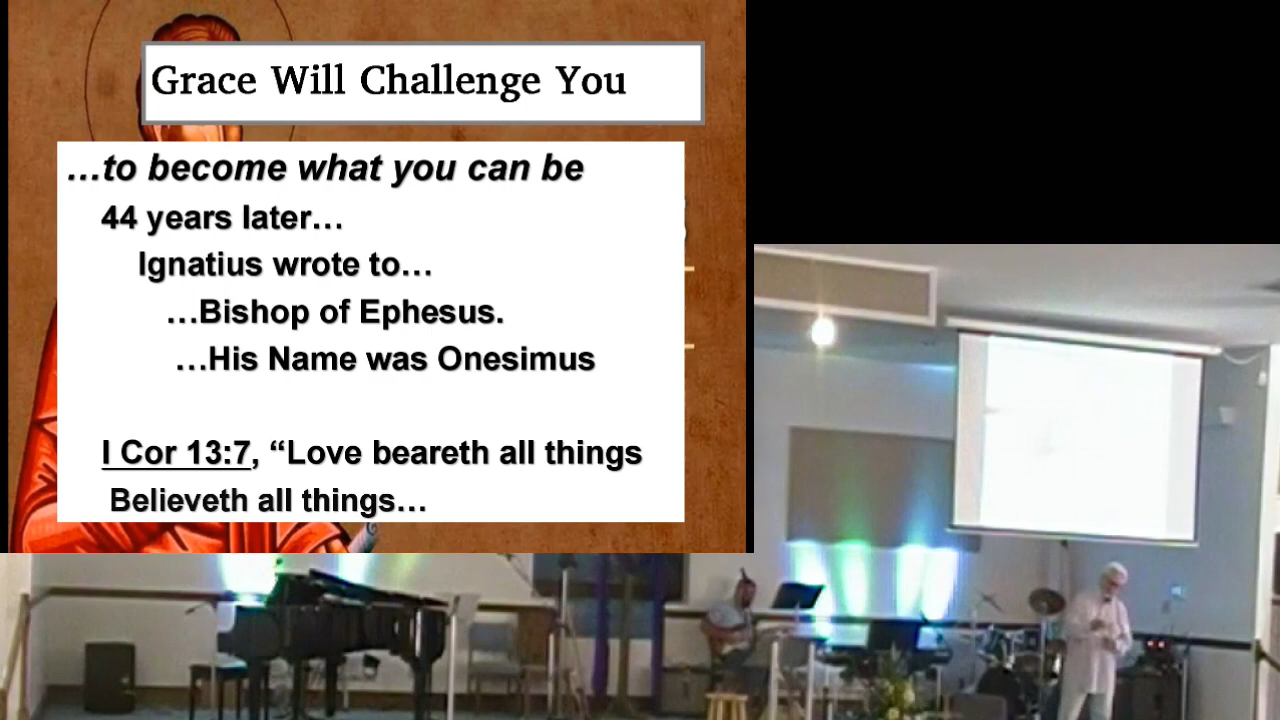 Grace Will Challenge You
…to become what you can be
44 years later…
Ignatius wrote to…
…Bishop of Ephesus.
…His Name was Onesimus
I Cor 13:7, “Love beareth all things
Believeth all things…